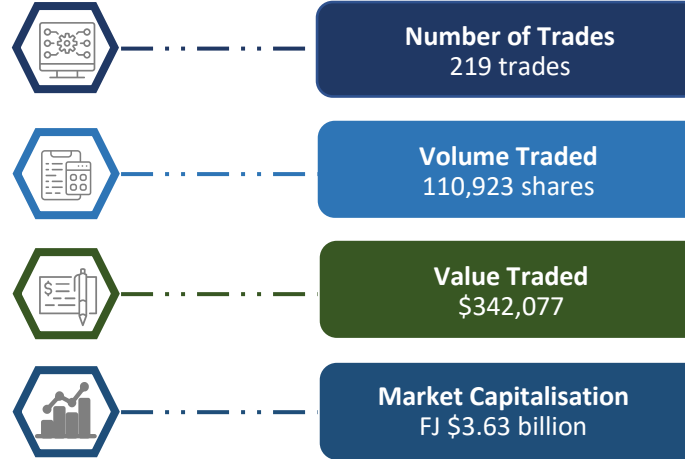 Number of Trades
219 trades
Volume Traded
110,923 shares
Value Traded
$342,077
Market Capitalisation
FJ $3.63 billion